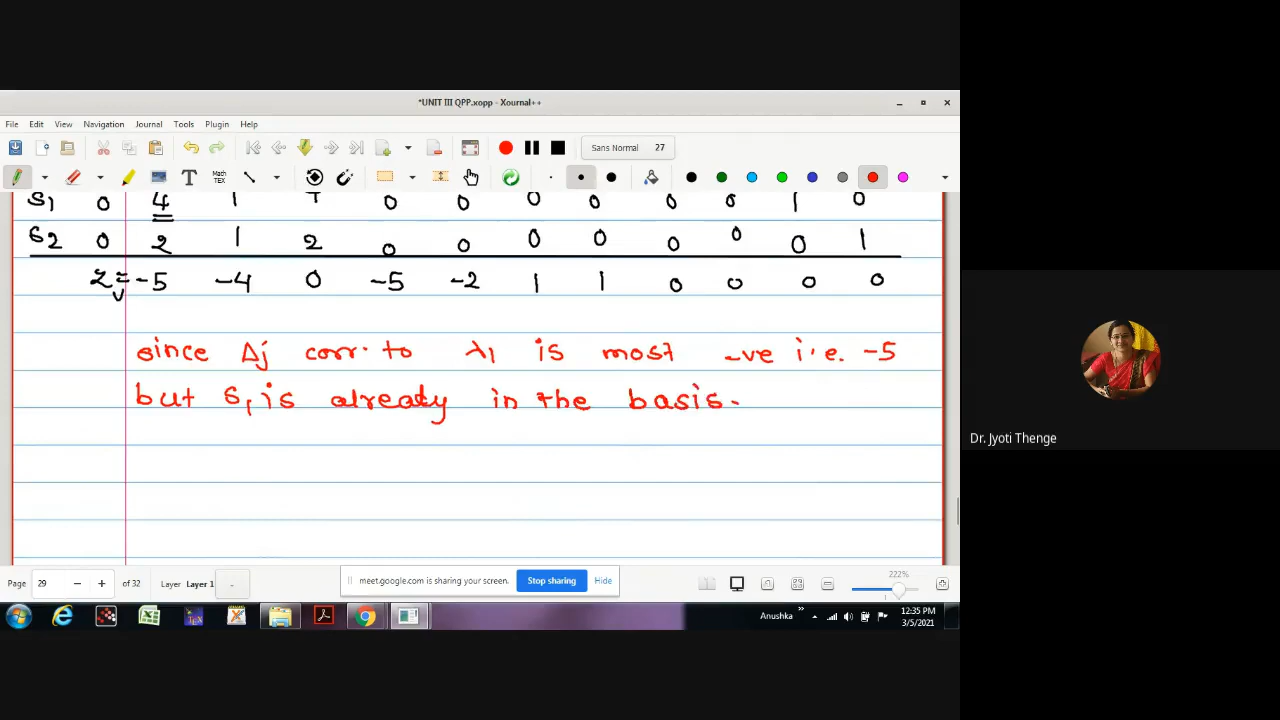 *UNIT III QPP.xopp - Xournal++
File Edit View Navigation Journal Tools Plugin Help
Sans Normal 27
Math TEX
S1 0 4 1 0 0 0 0 0 0 1 0
S2 0 2 1 2 0 0 0 0 0 0 0 1
Z = -5 -4 0 -5 -2 1 1 0 0 0 0
since Δj corr. to λ1 is most -ve i.e. -5
but S1 is already in the basis.
Dr. Jyoti Thenge
Page 29 of 32 Layer Layer 1
meet.google.com is sharing your screen. Stop sharing Hide
222%
Anushka
12:35 PM
3/5/2021